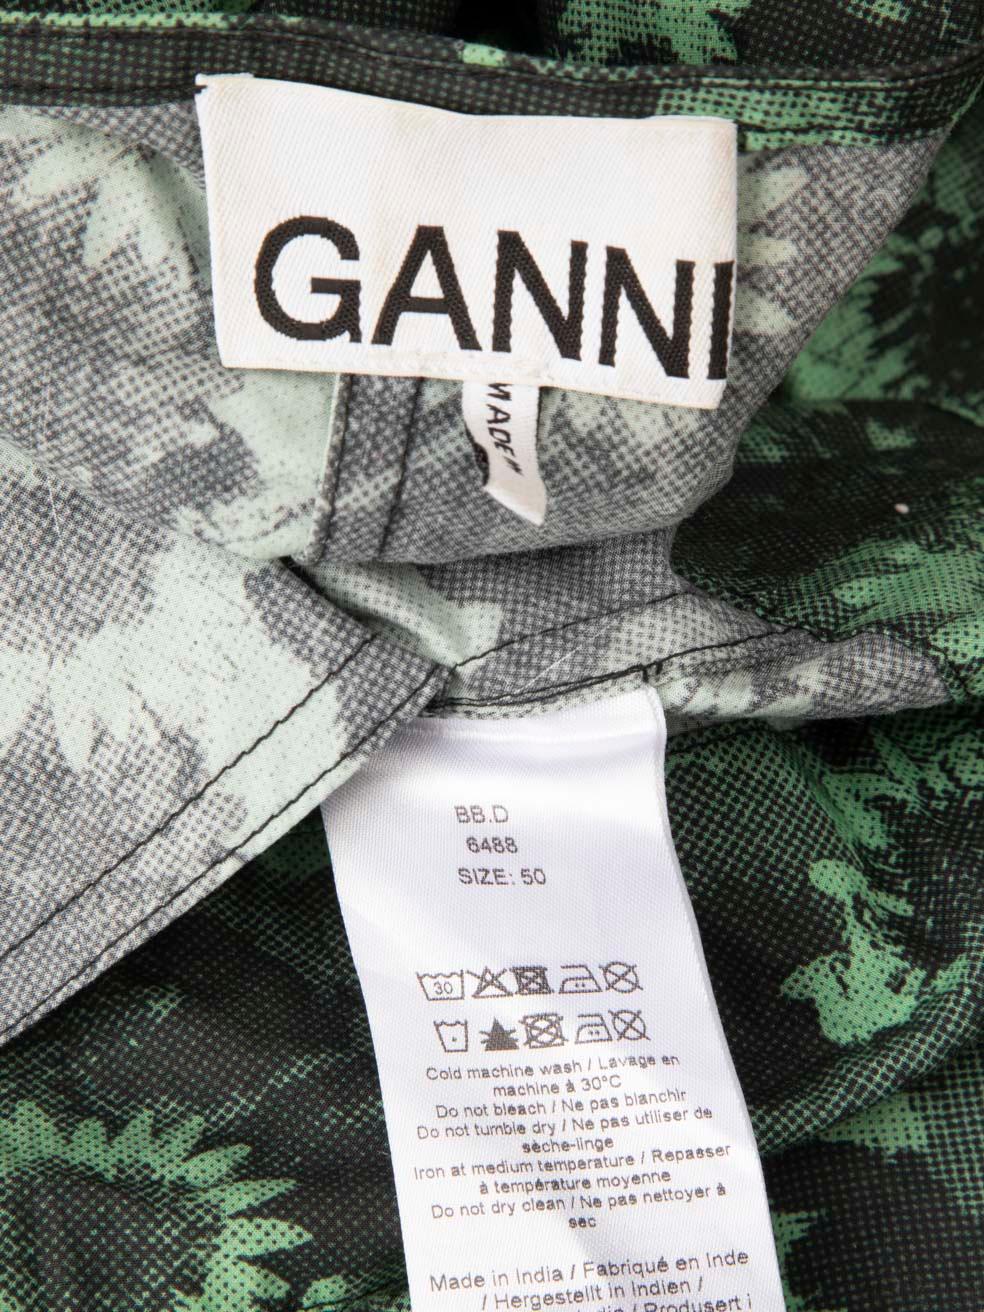 GANNI
MADE"
BB.D
6488
SIZE: 50
30
Cold machine wash / Lavage en
machine à 30°C
Do not bleach / Ne pas blanchir
Do not tumble dry / Ne pas utiliser de
sèche-linge
Iron at medium temperature / Repasser
à température moyenne
Do not dry clean / Ne pas nettoyer à
sec
Made in India / Fabriqué en Inde
/ Hergestellt in Indien /
/ Produsert i